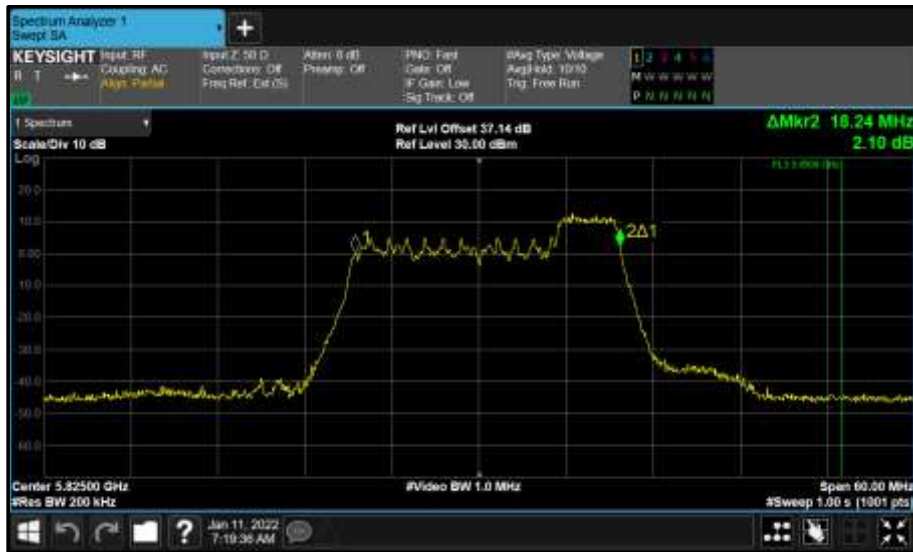 Spectrum Analyzer 1
Swept SA
+
KEYSIGHT
R T
Input: RF
Coupling: AC
Align: Partial
Input Z: 50 Ω
Corrections: Off
Freq Ref: Ext (S)
Atten: 6 dB
Preamp: Off
PNO: Fast
Gate: Off
IF Gain: Low
Sig Track: Off
#Avg Type: Voltage
Avg|Hold: 10/10
Trig: Free Run
1 2 3 4 5 6
M W W W W W
P N N N N N
1 Spectrum
Scale/Div 10 dB
Ref Lvl Offset 37.14 dB
Ref Level 30.00 dBm
ΔMkr2 18.24 MHz
2.10 dB
Log
20.0
10.0
0.00
-10.0
-20.0
-30.0
-40.0
-50.0
-60.0
1
2Δ1
Center 5.82500 GHz
#Res BW 200 kHz
#Video BW 1.0 MHz
Span 60.00 MHz
#Sweep 1.00 s (1001 pts)
?
Jan 11, 2022
7:19:36 AM